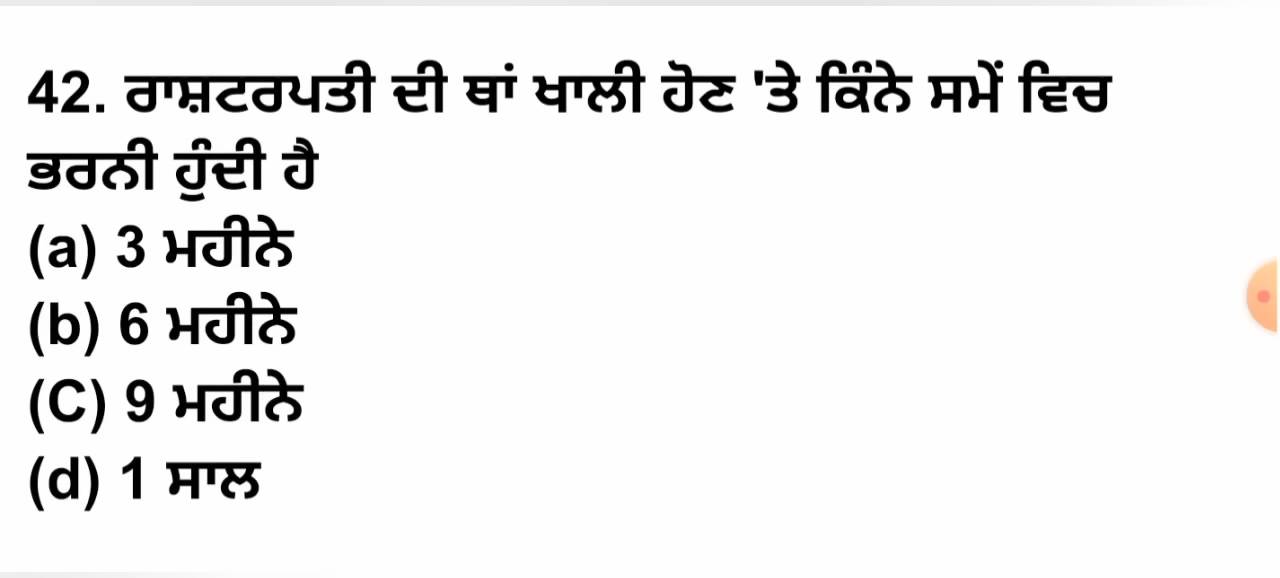 42. ਰਾਸ਼ਟਰਪਤੀ ਦੀ ਥਾਂ ਖਾਲੀ ਹੋਣ 'ਤੇ ਕਿੰਨੇ ਸਮੇਂ ਵਿਚ
ਭਰਨੀ ਹੁੰਦੀ ਹੈ
(a) 3 ਮਹੀਨੇ
(b) 6 ਮਹੀਨੇ
(C) 9 ਮਹੀਨੇ
(d) 1 ਸਾਲ